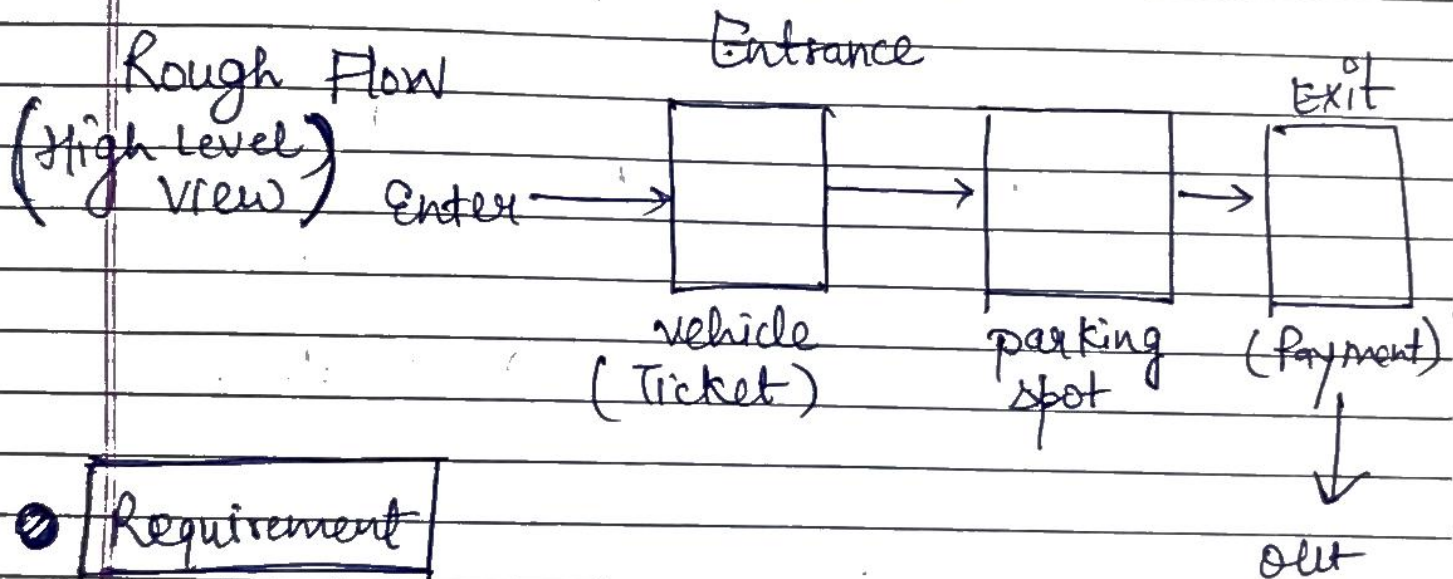 Rough Flow
(High Level
View)
Entrance
Exit
Enter
vehicle
(Ticket)
parking
spot
(Payment)
Requirement
out